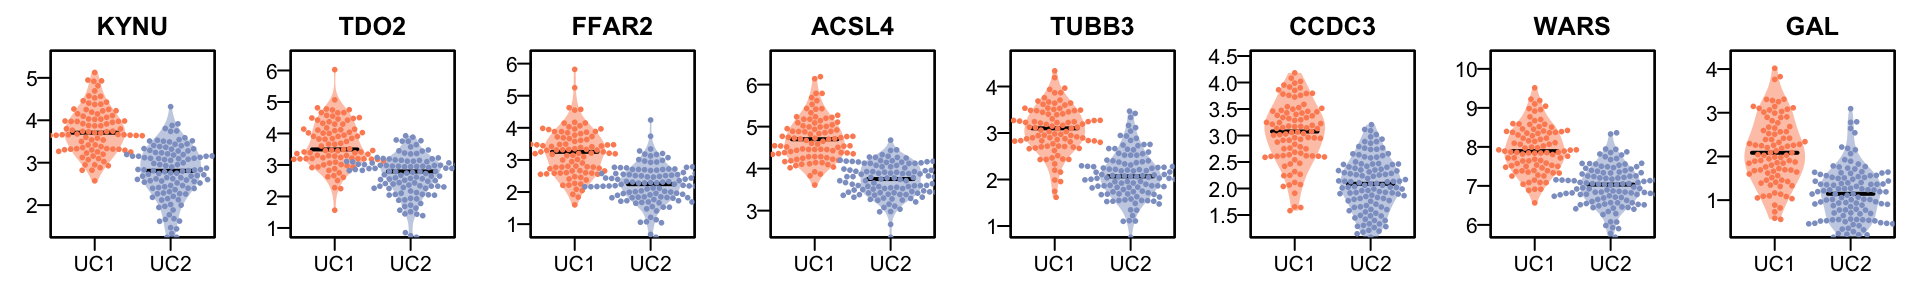 KYNU TDO2 FFAR2 ACSL4 TUBB3 CCDC3 WARS GAL
5 4 3 2
6 5 4 3 2 1
6 5 4 3 2 1
6 5 4 3
4 3 2 1
4.5 4.0 3.5 3.0 2.5 2.0 1.5
10 9 8 7 6
4 3 2 1
UC1 UC2 UC1 UC2 UC1 UC2 UC1 UC2 UC1 UC2 UC1 UC2 UC1 UC2 UC1 UC2